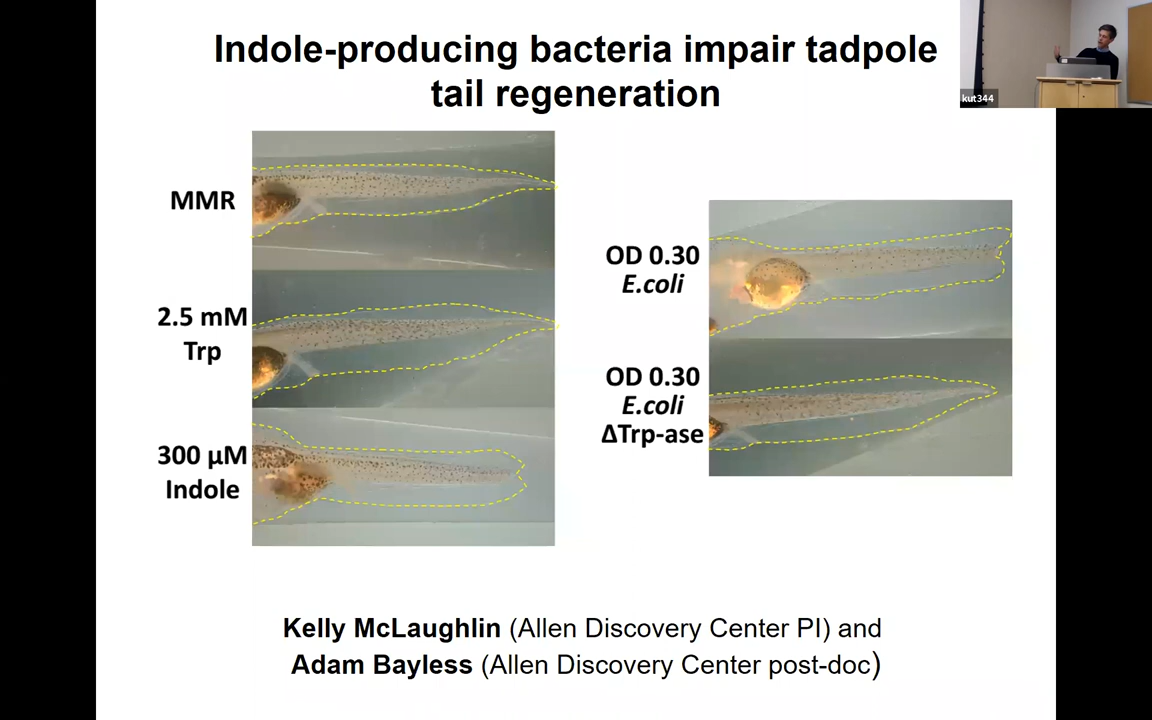 Indole-producing bacteria impair tadpole
tail regeneration
kut344
MMR
2.5 mM
Trp
300 µM
Indole
OD 0.30
E.coli
OD 0.30
E.coli
ΔTrp-ase
Kelly McLaughlin (Allen Discovery Center PI) and
Adam Bayless (Allen Discovery Center post-doc)